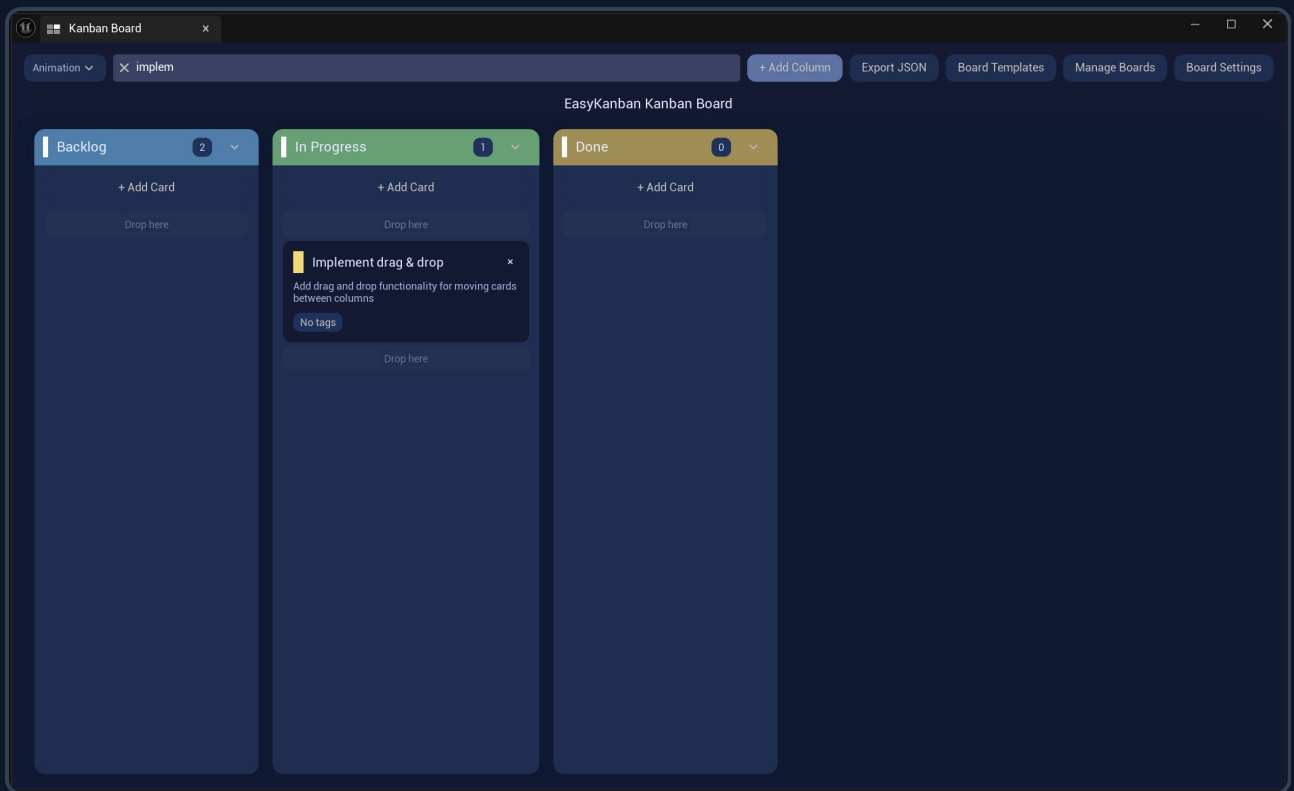 Kanban Board
Animation
implem
+ Add Column
Export JSON
Board Templates
Manage Boards
Board Settings
EasyKanban Kanban Board
Backlog 2
+ Add Card
Drop here
In Progress 1
+ Add Card
Drop here
Implement drag & drop
Add drag and drop functionality for moving cards
between columns
No tags
Drop here
Done 0
+ Add Card
Drop here